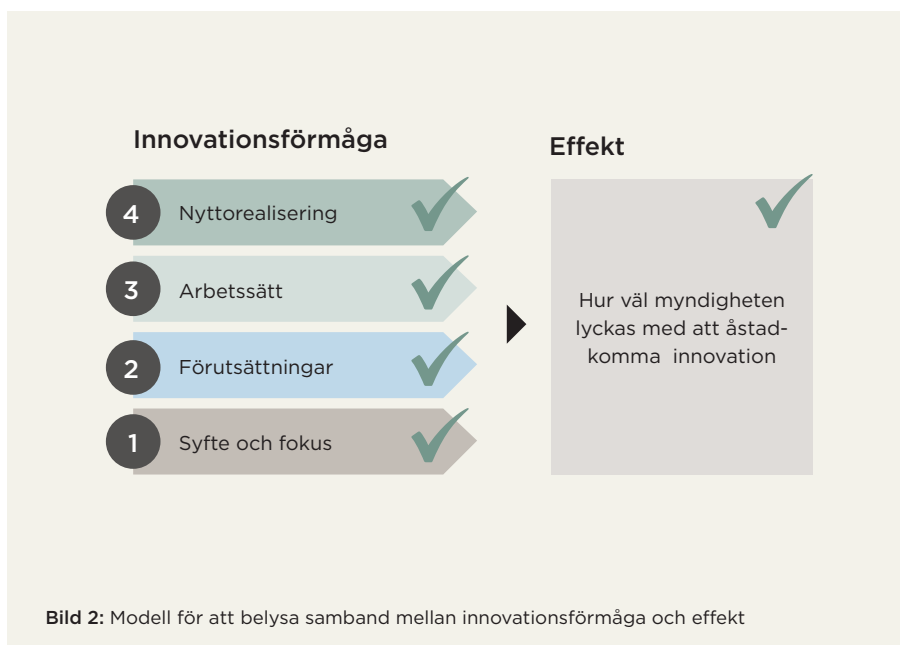 Innovationsförmåga
4 Nyttorealisering
3 Arbetssätt
2 Förutsättningar
1 Syfte och fokus
Effekt
Hur väl myndigheten
lyckas med att åstad-
komma innovation
Bild 2: Modell för att belysa samband mellan innovationsförmåga och effekt